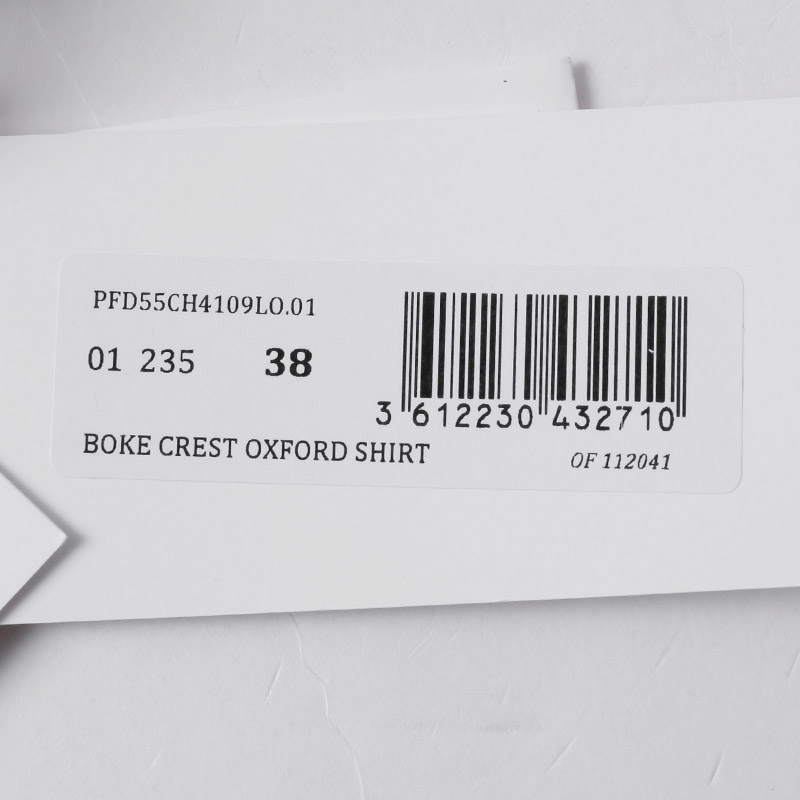 PFD55CH4109LO.01
01 235 38
3 612230 432710
BOKE CREST OXFORD SHIRT
OF 112041